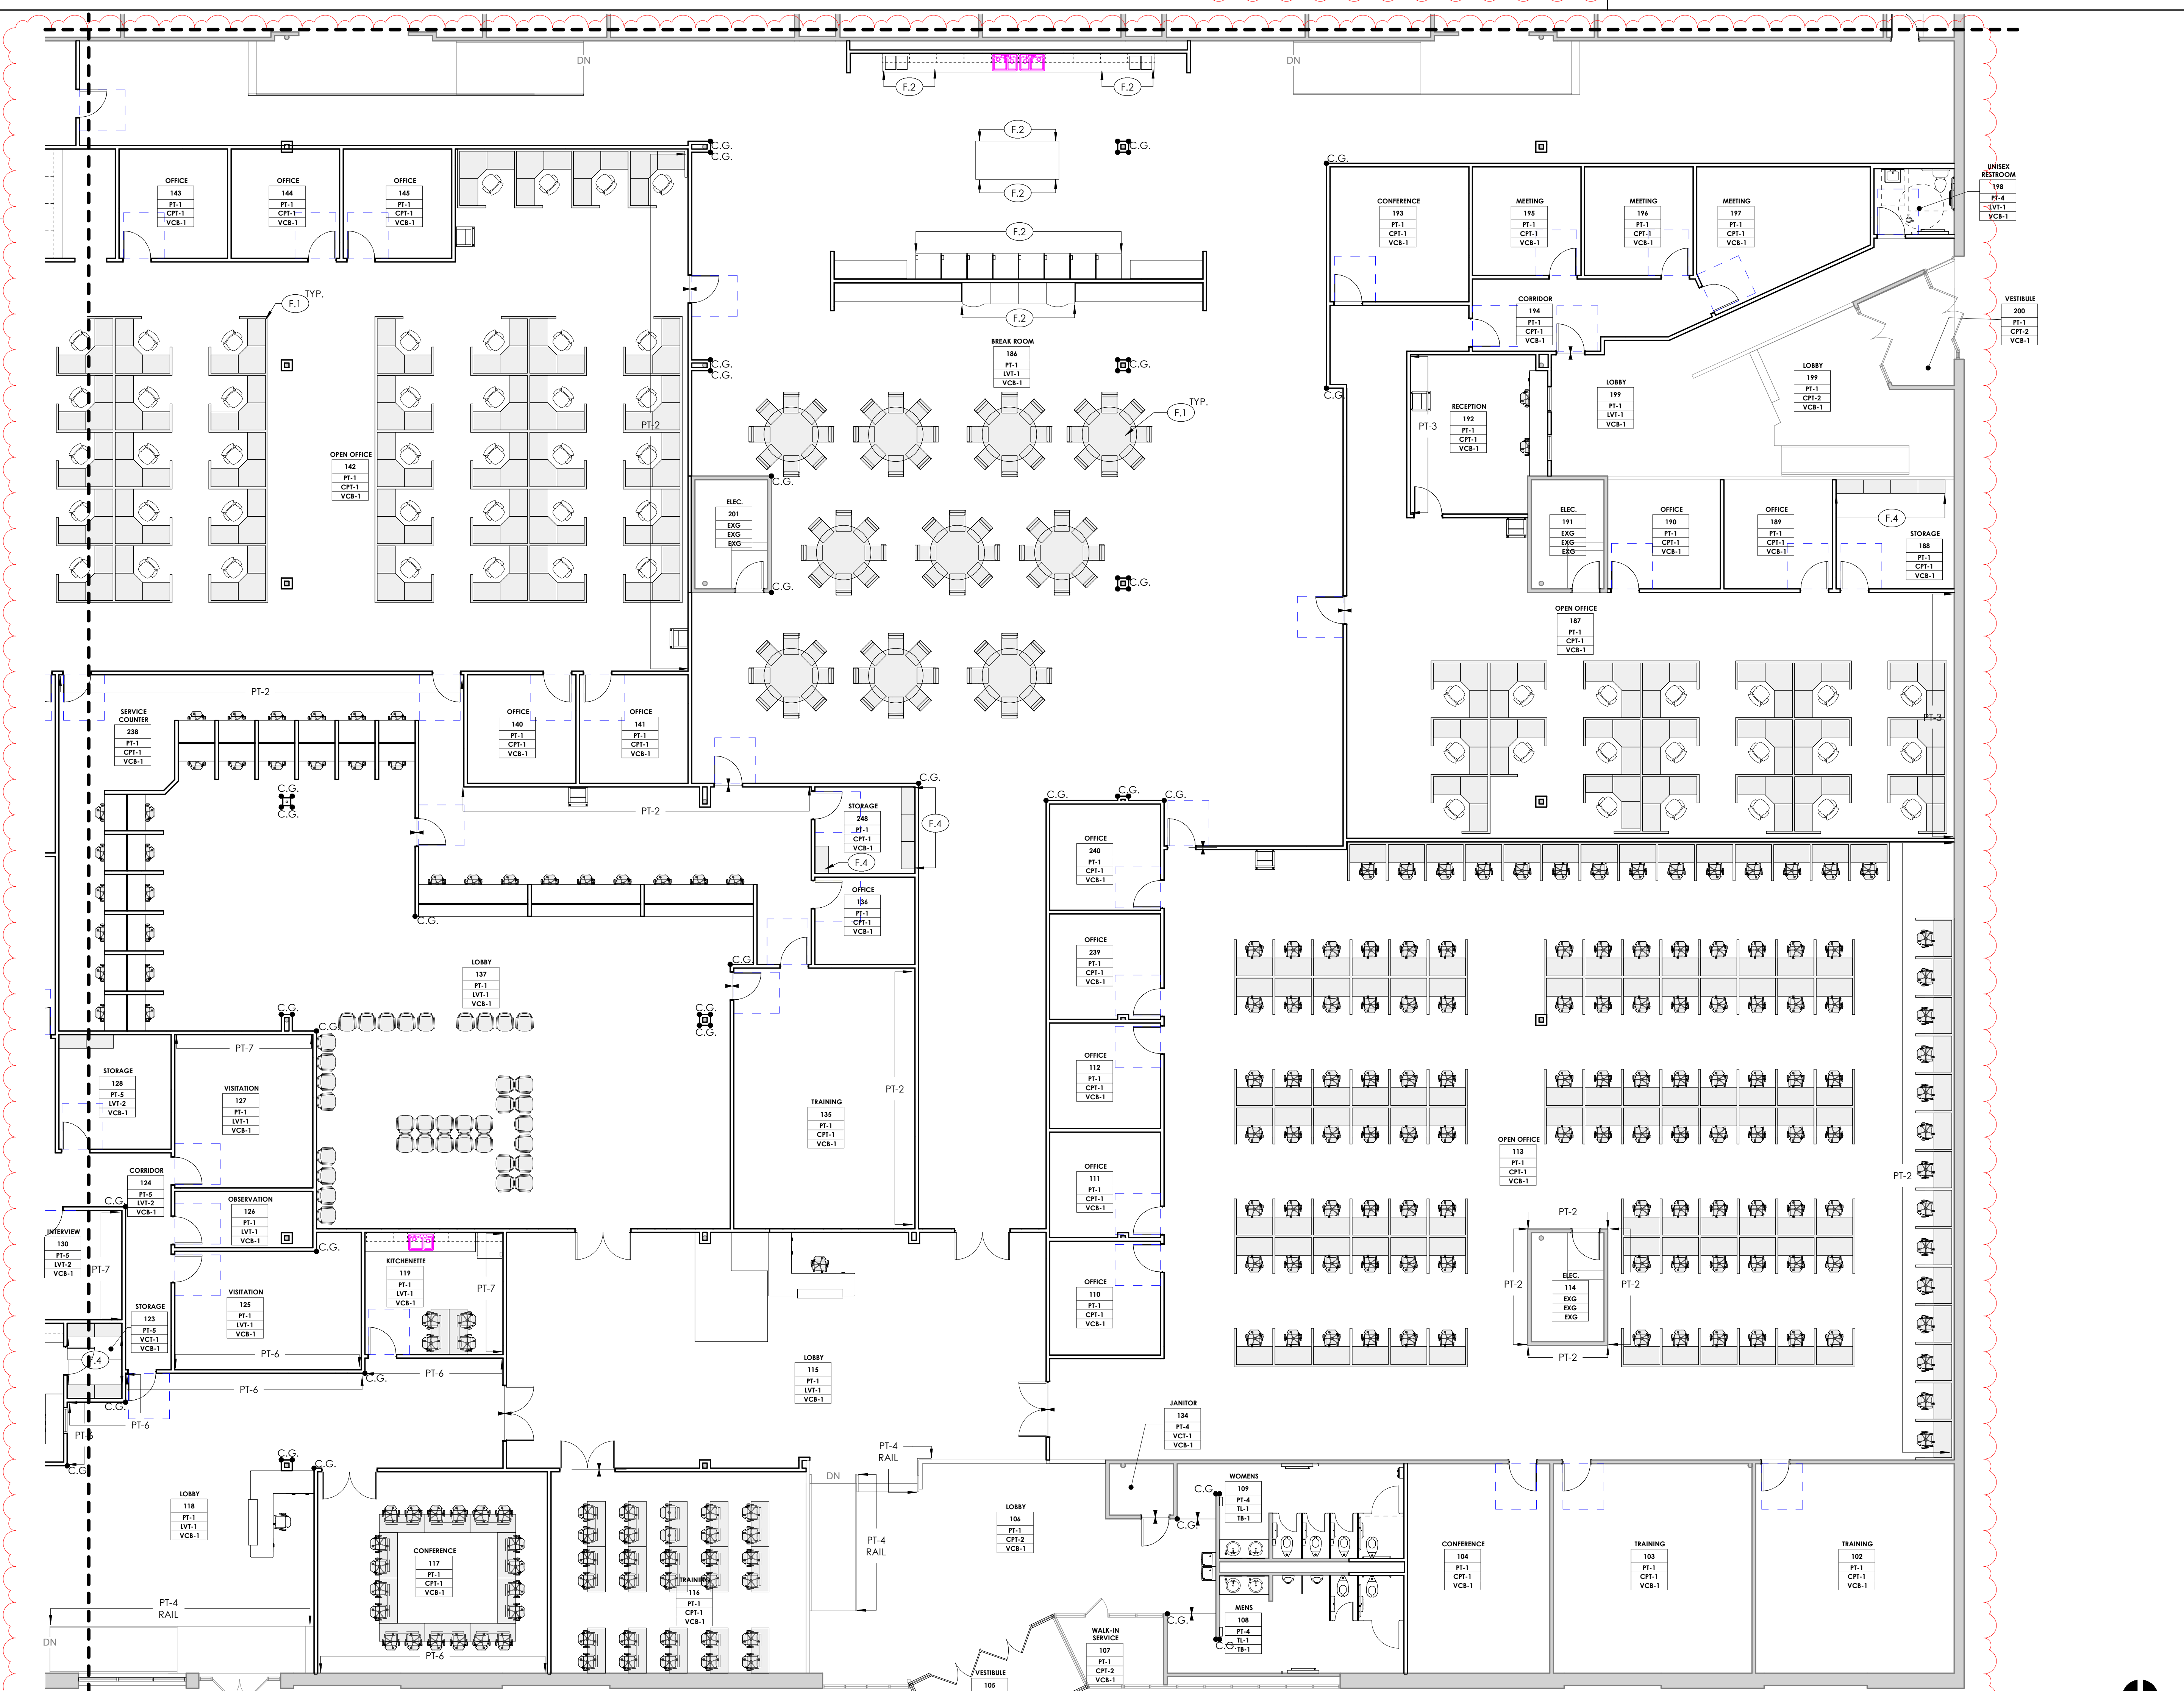 DN
DN
F.2
F.2
F.2
F.2
F.2
F.2
C.G.
C.G.
C.G.
C.G.
OFFICE
143
PT-1
CPT-1
VCB-1
OFFICE
144
PT-1
CPT-1
VCB-1
OFFICE
145
PT-1
CPT-1
VCB-1
CONFERENCE
193
PT-1
CPT-1
VCB-1
MEETING
195
PT-1
CPT-1
VCB-1
MEETING
196
PT-1
CPT-1
VCB-1
MEETING
197
PT-1
CPT-1
VCB-1
UNISEX
RESTROOM
198
PT-4
LVT-1
VCB-1
F.1
TYP.
CORRIDOR
194
PT-1
CPT-1
VCB-1
VESTIBULE
200
PT-1
CPT-2
VCB-1
BREAK ROOM
186
PT-1
LVT-1
VCB-1
C.G.
C.G.
C.G.
C.G.
F.1
TYP.
PT-2
PT-3
RECEPTION
192
PT-1
CPT-1
VCB-1
LOBBY
199
PT-1
LVT-1
VCB-1
LOBBY
199
PT-1
CPT-2
VCB-1
OPEN OFFICE
142
PT-1
CPT-1
VCB-1
C.G.
ELEC.
201
EXG
EXG
EXG
C.G.
C.G.
ELEC.
191
EXG
EXG
EXG
OFFICE
190
PT-1
CPT-1
VCB-1
OFFICE
189
PT-1
CPT-1
VCB-1
F.4
STORAGE
188
PT-1
CPT-1
VCB-1
OPEN OFFICE
187
PT-1
CPT-1
VCB-1
PT-3
PT-2
SERVICE
COUNTER
238
PT-1
CPT-1
VCB-1
OFFICE
140
PT-1
CPT-1
VCB-1
OFFICE
141
PT-1
CPT-1
VCB-1
C.G.
C.G.
PT-2
C.G.
STORAGE
248
PT-1
CPT-1
VCB-1
F.4
F.4
C.G.
C.G.
C.G.
OFFICE
240
PT-1
CPT-1
VCB-1
OFFICE
136
PT-1
CPT-1
VCB-1
C.G.
C.G.
LOBBY
137
PT-1
LVT-1
VCB-1
OFFICE
239
PT-1
CPT-1
VCB-1
C.G.
C.G.
C.G.
C.G.
PT-7
STORAGE
128
PT-5
LVT-2
VCB-1
VISITATION
127
PT-1
LVT-1
VCB-1
PT-2
TRAINING
135
PT-1
CPT-1
VCB-1
OFFICE
112
PT-1
CPT-1
VCB-1
OPEN OFFICE
113
PT-1
CPT-1
VCB-1
PT-2
OFFICE
111
PT-1
CPT-1
VCB-1
CORRIDOR
124
PT-5
LVT-2
VCB-1
C.G.
OBSERVATION
126
PT-1
LVT-1
VCB-1
C.G.
INTERVIEW
130
PT-5
LVT-2
VCB-1
PT-7
KITCHENETTE
119
PT-1
LVT-1
VCB-1
PT-7
PT-2
PT-2
PT-2
PT-2
ELEC.
114
EXG
EXG
EXG
OFFICE
110
PT-1
CPT-1
VCB-1
STORAGE
123
PT-5
VCT-1
VCB-1
VISITATION
125
PT-1
LVT-1
VCB-1
F.4
PT-6
PT-6
C.G.
PT-6
C.G.
PT-6
PT-6
C.G.
LOBBY
115
PT-1
LVT-1
VCB-1
JANITOR
134
PT-4
VCT-1
VCB-1
C.G.
C.G.
PT-4
RAIL
DN
PT-4
RAIL
LOBBY
118
PT-1
LVT-1
VCB-1
LOBBY
106
PT-1
CPT-2
VCB-1
WOMENS
109
PT-4
TL-1
TB-1
C.G.
C.G.
CONFERENCE
117
PT-1
CPT-1
VCB-1
TRAINING
116
PT-1
CPT-1
VCB-1
CONFERENCE
104
PT-1
CPT-1
VCB-1
TRAINING
103
PT-1
CPT-1
VCB-1
TRAINING
102
PT-1
CPT-1
VCB-1
PT-4
RAIL
DN
PT-6
MENS
108
PT-4
TL-1
TB-1
C.G.
C.G.
WALK-IN
SERVICE
107
PT-1
CPT-2
VCB-1
VESTIBULE
105